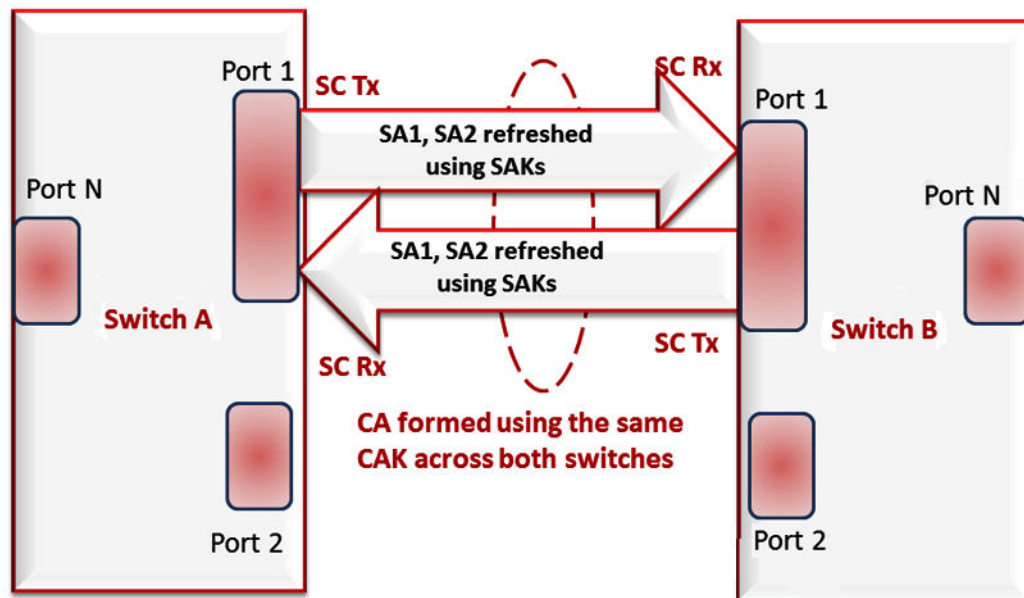 Port 1
SC Tx
SC Rx
Port 1
SA1, SA2 refreshed
using SAKs
Port N
Port N
SA1, SA2 refreshed
using SAKs
Switch A
Switch B
SC Rx
SC Tx
CA formed using the same
CAK across both switches
Port 2
Port 2